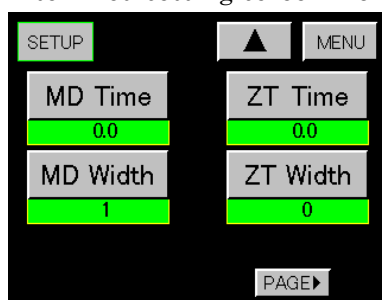 SETUP ▲ MENU
MD Time ZT Time
0.0 0.0
MD Width ZT Width
1 0
PAGE▶